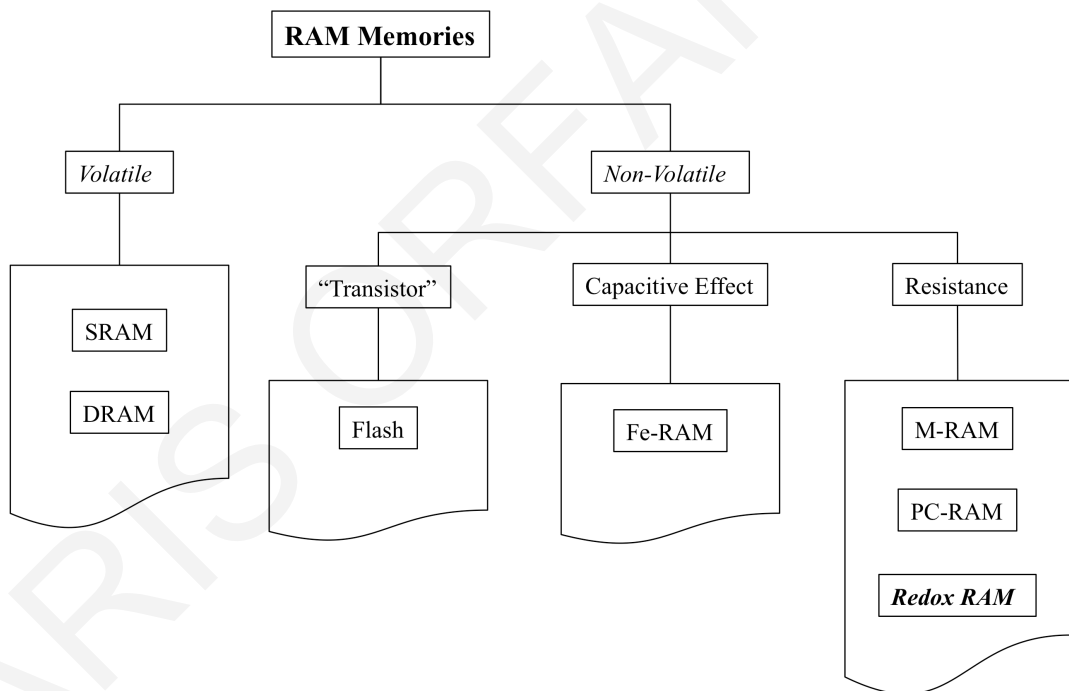 RAM Memories
Volatile
Non-Volatile
“Transistor”
Capacitive Effect
Resistance
SRAM
DRAM
Flash
Fe-RAM
M-RAM
PC-RAM
Redox RAM